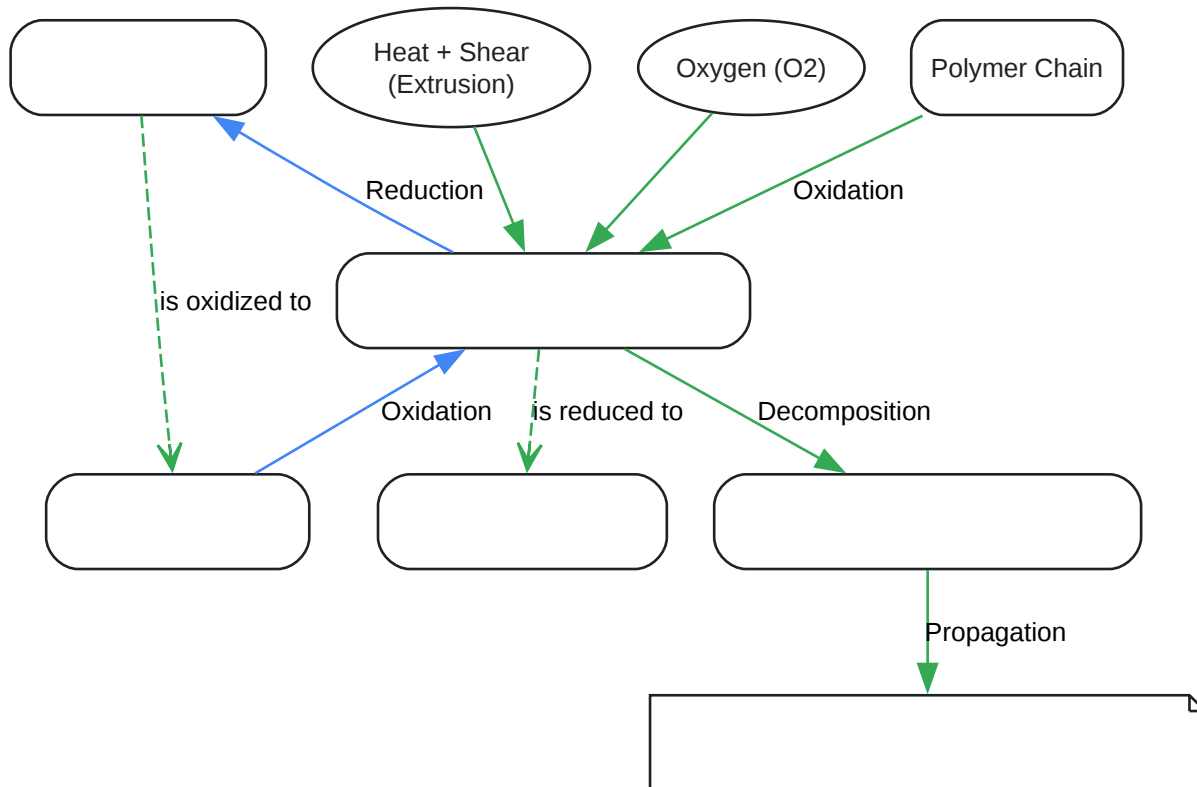 Heat + Shear
(Extrusion)
Oxygen (O2)
Polymer Chain
Reduction
Oxidation
is oxidized to
Oxidation
is reduced to
Decomposition
Propagation